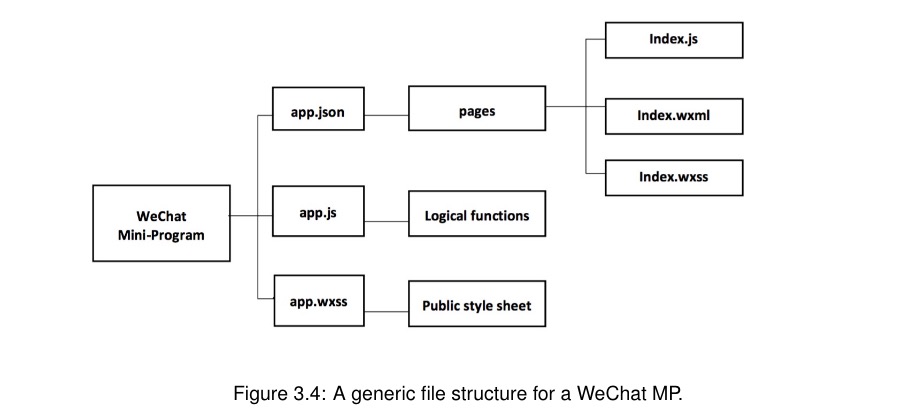 Index.js
app.json
pages
Index.wxml
Index.wxss
WeChat
Mini-Program
app.js
Logical functions
app.wxss
Public style sheet
Figure 3.4: A generic file structure for a WeChat MP.